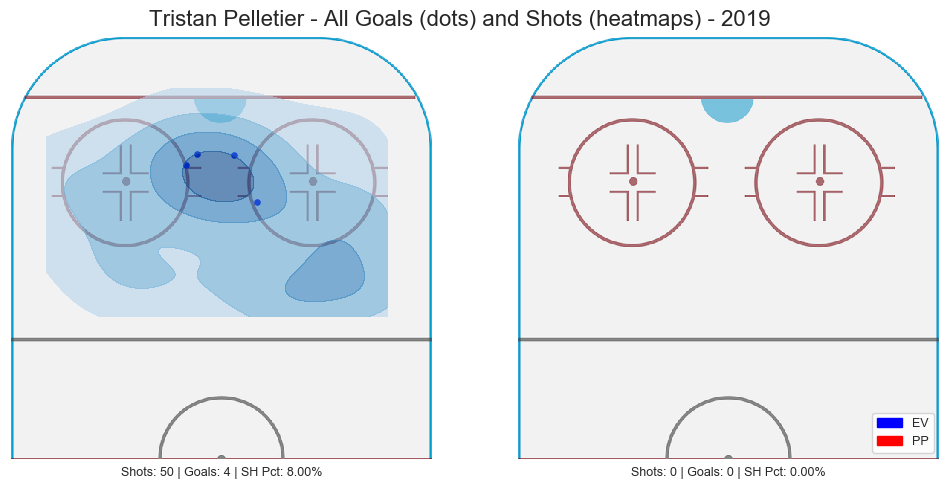 Tristan Pelletier - All Goals (dots) and Shots (heatmaps) - 2019
EV
PP
Shots: 50 | Goals: 4 | SH Pct: 8.00%
Shots: 0 | Goals: 0 | SH Pct: 0.00%